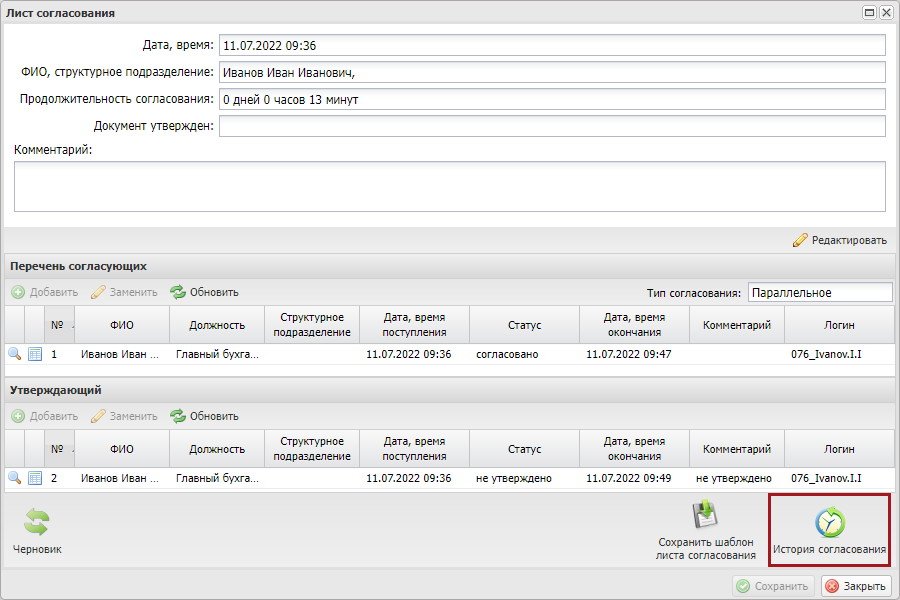 Лист согласования
Дата, время: 11.07.2022 09:36
ФИО, структурное подразделение: Иванов Иван Иванович,
Продолжительность согласования: 0 дней 0 часов 13 минут
Документ утвержден:
Комментарий:
Редактировать
Перечень согласующих
Добавить Заменить Обновить Тип согласования: Параллельное
№ ФИО Должность Структурное подразделение Дата, время поступления Статус Дата, время окончания Комментарий Логин
1 Иванов Иван ... Главный бухга... 11.07.2022 09:36 согласовано 11.07.2022 09:47 076_Ivanov.I.I
Утверждающий
Добавить Заменить Обновить
№ ФИО Должность Структурное подразделение Дата, время поступления Статус Дата, время окончания Комментарий Логин
2 Иванов Иван ... Главный бухга... 11.07.2022 09:36 не утверждено 11.07.2022 09:49 не утверждено 076_Ivanov.I.I
Черновик
Сохранить шаблон
листа согласования
История согласования
Сохранить Закрыть